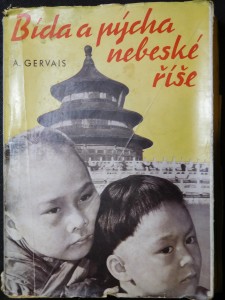 Bída a pýcha
nebeské
říše
A. GERVAIS